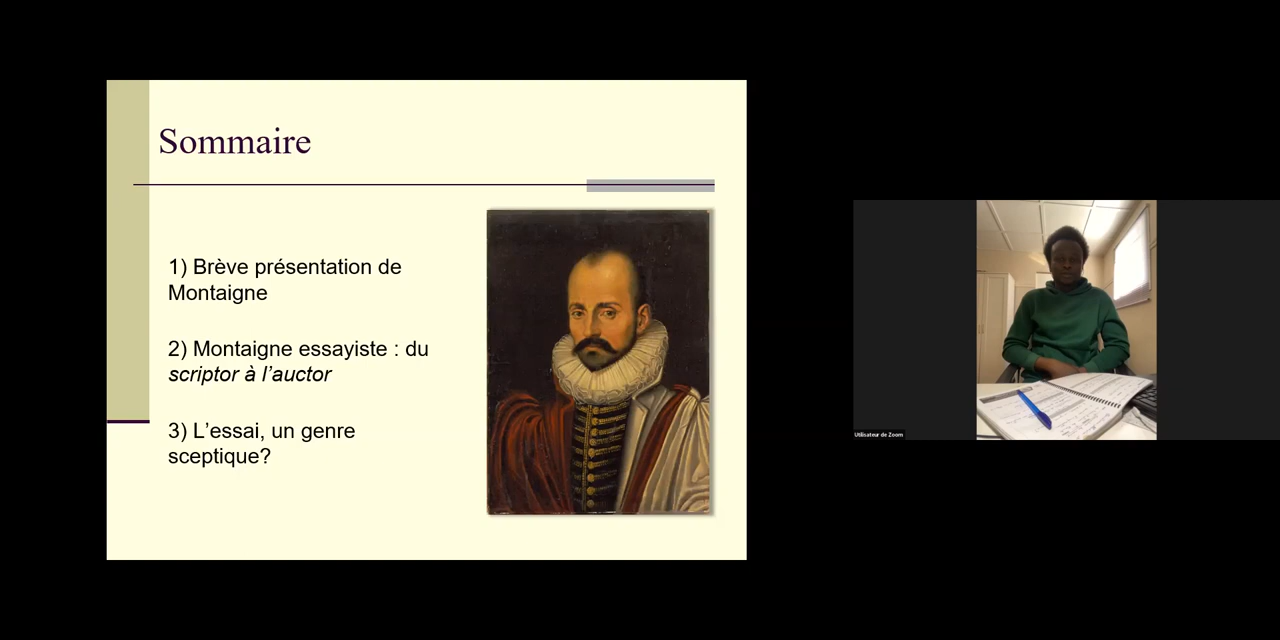 Sommaire
1) Brève présentation de
Montaigne
2) Montaigne essayiste : du
scriptor à l’auctor
3) L’essai, un genre
sceptique?
Utilisateur de Zoom